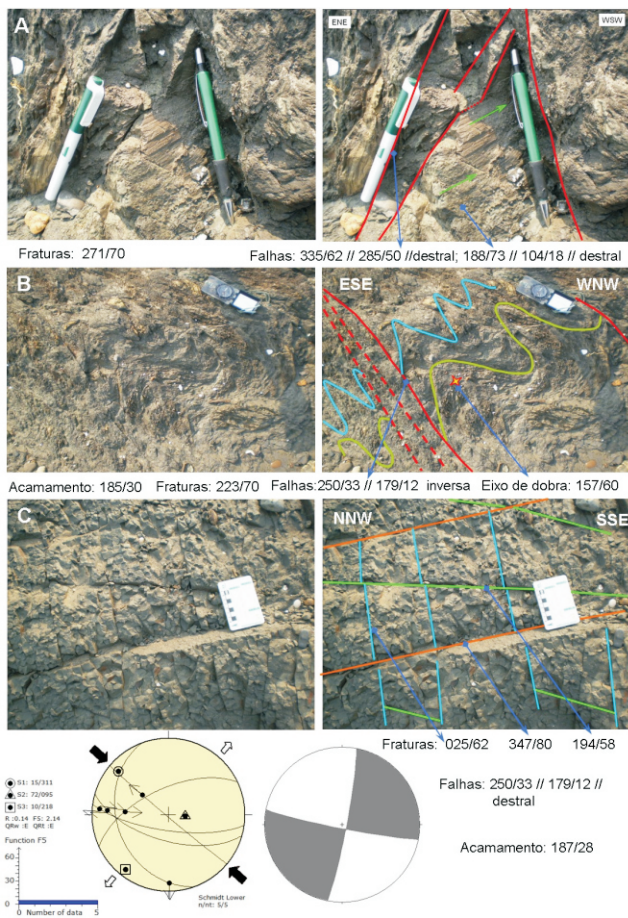 A
ENE
WSW
Fraturas: 271/70
Falhas: 335/62 // 285/50 //destral; 188/73 // 104/18 // destral
B
ESE
WNW
Acamamento: 185/30
Fraturas: 223/70
Falhas:250/33 // 179/12 inversa
Eixo de dobra: 157/60
C
NNW
SSE
Fraturas: 025/62 347/80 194/58
Falhas: 250/33 // 179/12 //
destral
Acamamento: 187/28
S1: 15/311
S2: 72/095
S3: 10/218
R :0.14 F5: 2.14
QRw :E QRt :E
Function F5
60
30
0
0 Number of data 5
Schmidt Lower
n/nt: 5/5